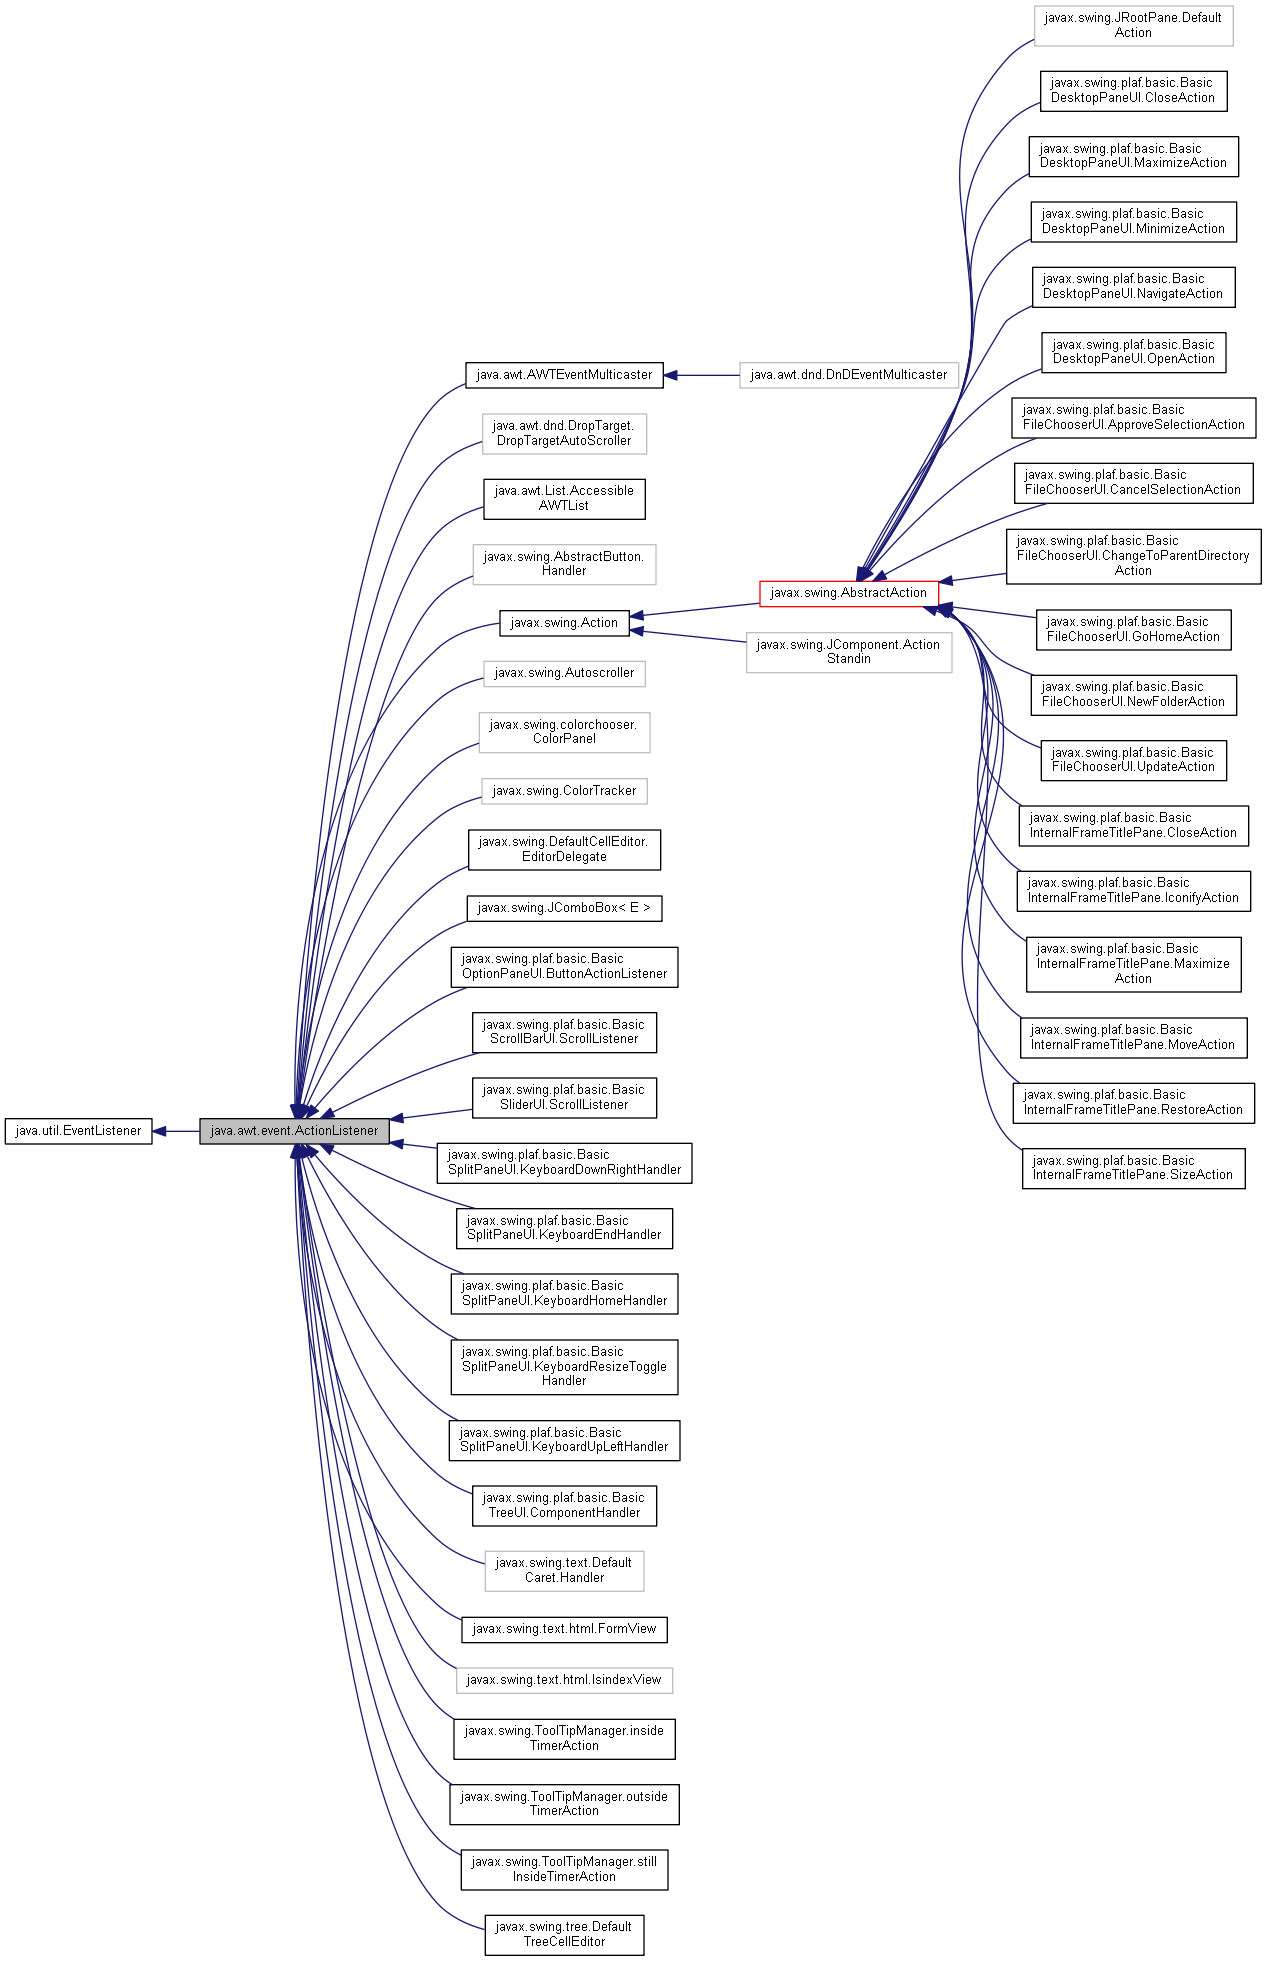 java.util.EventListener
java.awt.event.ActionListener
java.awt.AWTEventMulticaster
java.awt.dnd.DropTarget.
DropTargetAutoScroller
java.awt.List.Accessible
AWTList
javax.swing.AbstractButton.
Handler
javax.swing.Action
javax.swing.Autoscroller
javax.swing.colorchooser.
ColorPanel
javax.swing.ColorTracker
javax.swing.DefaultCellEditor.
EditorDelegate
javax.swing.JComboBox< E >
javax.swing.plaf.basic.Basic
OptionPaneUI.ButtonActionListener
javax.swing.plaf.basic.Basic
ScrollBarUI.ScrollListener
javax.swing.plaf.basic.Basic
SliderUI.ScrollListener
javax.swing.plaf.basic.Basic
SplitPaneUI.KeyboardDownRightHandler
javax.swing.plaf.basic.Basic
SplitPaneUI.KeyboardEndHandler
javax.swing.plaf.basic.Basic
SplitPaneUI.KeyboardHomeHandler
javax.swing.plaf.basic.Basic
SplitPaneUI.KeyboardResizeToggle
Handler
javax.swing.plaf.basic.Basic
SplitPaneUI.KeyboardUpLeftHandler
javax.swing.plaf.basic.Basic
TreeUI.ComponentHandler
javax.swing.text.Default
Caret.Handler
javax.swing.text.html.FormView
javax.swing.text.html.IsindexView
javax.swing.ToolTipManager.inside
TimerAction
javax.swing.ToolTipManager.outside
TimerAction
javax.swing.ToolTipManager.still
InsideTimerAction
javax.swing.tree.Default
TreeCellEditor
java.awt.dnd.DnDEventMulticaster
javax.swing.AbstractAction
javax.swing.JComponent.Action
Standin
javax.swing.JRootPane.Default
Action
javax.swing.plaf.basic.Basic
DesktopPaneUI.CloseAction
javax.swing.plaf.basic.Basic
DesktopPaneUI.MaximizeAction
javax.swing.plaf.basic.Basic
DesktopPaneUI.MinimizeAction
javax.swing.plaf.basic.Basic
DesktopPaneUI.NavigateAction
javax.swing.plaf.basic.Basic
DesktopPaneUI.OpenAction
javax.swing.plaf.basic.Basic
FileChooserUI.ApproveSelectionAction
javax.swing.plaf.basic.Basic
FileChooserUI.CancelSelectionAction
javax.swing.plaf.basic.Basic
FileChooserUI.ChangeToParentDirectory
Action
javax.swing.plaf.basic.Basic
FileChooserUI.GoHomeAction
javax.swing.plaf.basic.Basic
FileChooserUI.NewFolderAction
javax.swing.plaf.basic.Basic
FileChooserUI.UpdateAction
javax.swing.plaf.basic.Basic
InternalFrameTitlePane.CloseAction
javax.swing.plaf.basic.Basic
InternalFrameTitlePane.IconifyAction
javax.swing.plaf.basic.Basic
InternalFrameTitlePane.Maximize
Action
javax.swing.plaf.basic.Basic
InternalFrameTitlePane.MoveAction
javax.swing.plaf.basic.Basic
InternalFrameTitlePane.RestoreAction
javax.swing.plaf.basic.Basic
InternalFrameTitlePane.SizeAction